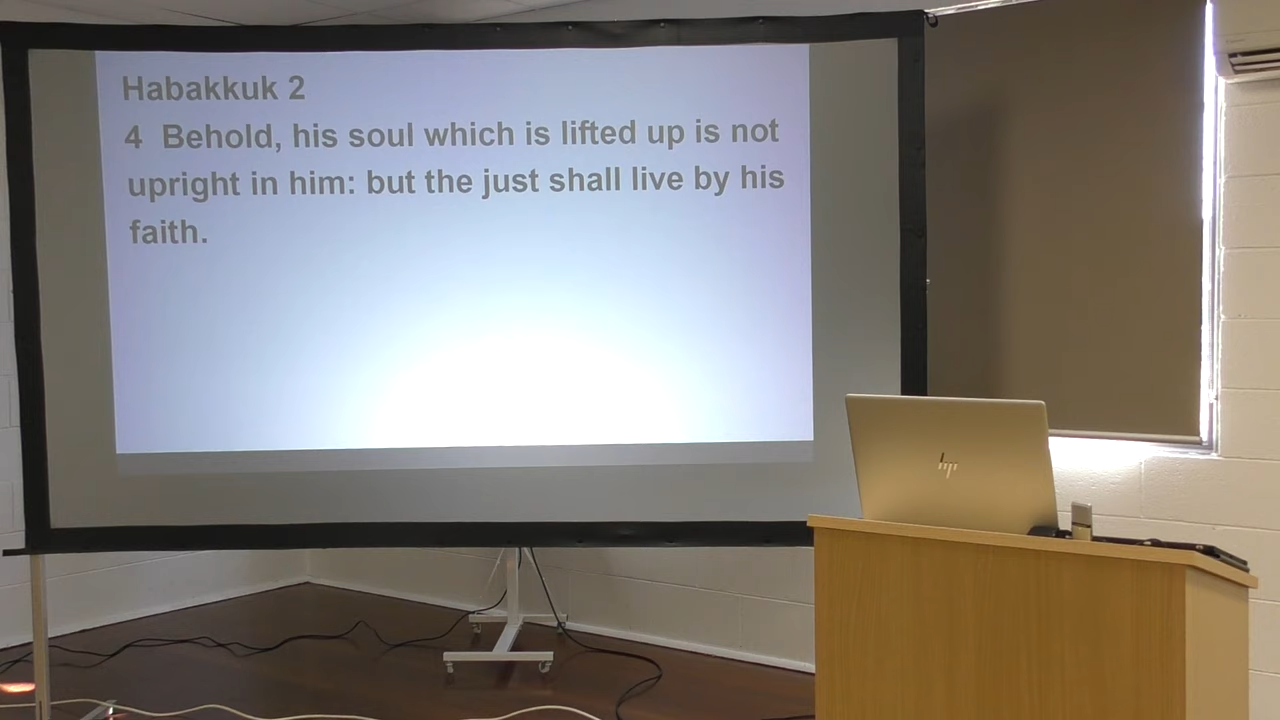 Habakkuk 2
4 Behold, his soul which is lifted up is not
upright in him: but the just shall live by his
faith.
hp